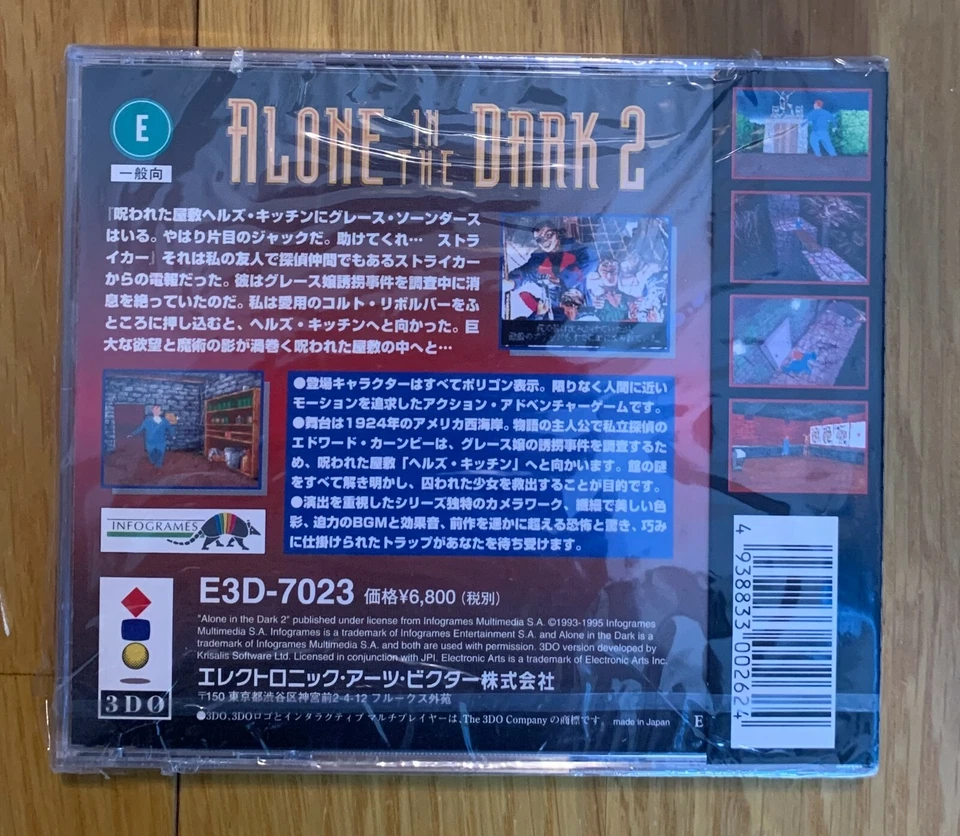 E
一般向
ALONE IN THE DARK 2
『呪われた屋敷ヘルズ・キッチンにグレース・ソーンダース
はいる。やはり片目のジャックだ。助けてくれ… ストラ
イカー』それは私の友人で探偵仲間でもあるストライカー
からの電報だった。彼はグレース嬢誘拐事件を調査中に消
息を絶っていたのだ。私は愛用のコルト・リボルバーをふ
ところに押し込むと、ヘルズ・キッチンへと向かった。巨
大な欲望と魔術の影が渦巻く呪われた屋敷の中へと…
●登場キャラクターはすべてポリゴン表示。限りなく人間に近い
モーションを追求したアクション・アドベンチャーゲームです。
●舞台は1924年のアメリカ西海岸。物語の主人公で私立探偵の
エドワード・カーンビーは、グレース嬢の誘拐事件を調査するた
め、呪われた屋敷「ヘルズ・キッチン」へと向かいます。館の謎
をすべて解き明かし、囚われた少女を救出することが目的です。
●演出を重視したシリーズ独特のカメラワーク、繊細で美しい色
彩、迫力のBGMと効果音、前作を遥かに超える恐怖と驚き、巧み
に仕掛けられたトラップがあなたを待ち受けます。
INFOGRAMES
E3D-7023 価格¥6,800(税別)
"Alone in the Dark 2" published under license from Infogrames Multimedia S.A. ©1993-1995 Infogrames
Multimedia S.A. Infogrames is a trademark of Infogrames Entertainment S.A. and Alone in the Dark is a
trademark of Infogrames Multimedia S.A. and both are used with permission. 3DO version developed by
Krisalis Software Ltd. Licensed in conjunction with JPI. Electronic Arts is a trademark of Electronic Arts Inc.
エレクトロニック・アーツ・ビクター株式会社
〒150 東京都渋谷区神宮前2-4-12 フルークス外苑
3DO
●3DO、3DOロゴとインタラクティブ マルチプレイヤーは、The 3DO Company の商標です。 made in Japan E
4 938833 002624